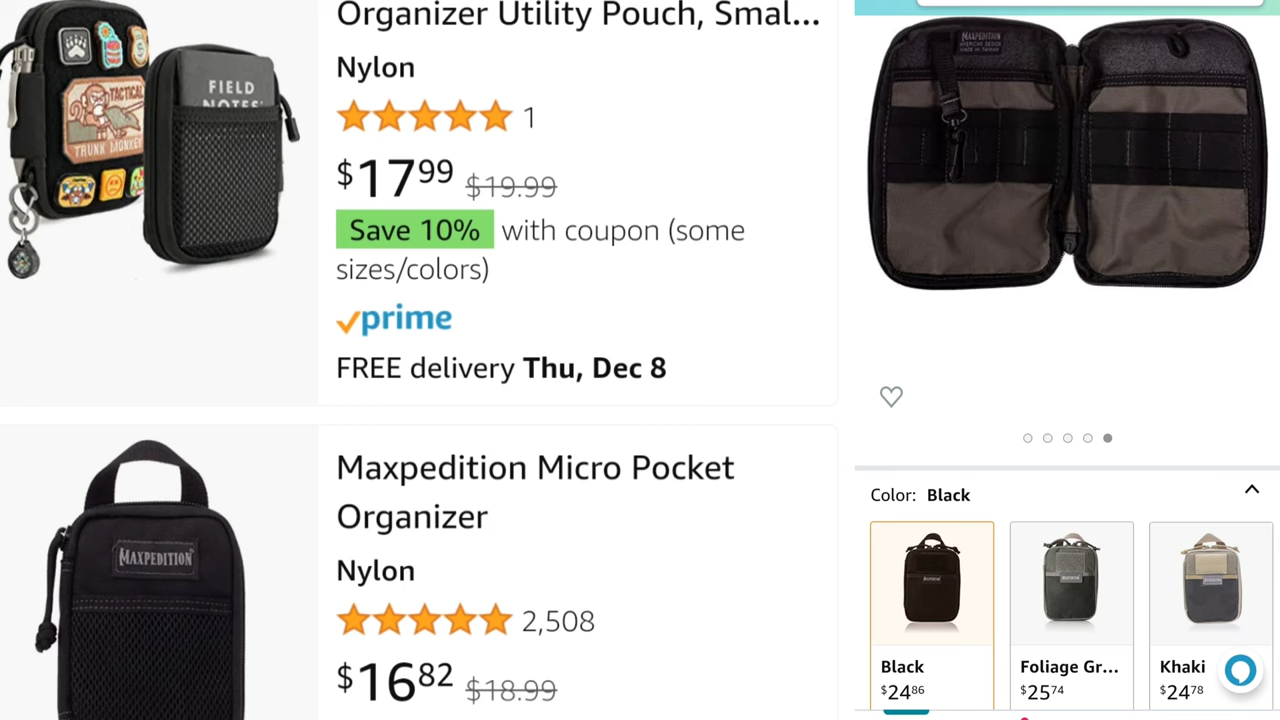 Organizer Utility Pouch, Smal...
Nylon
1
$17.99 $19.99
Save 10% with coupon (some
sizes/colors)
prime
FREE delivery Thu, Dec 8
FIELD
NOTES
TACTICAL
TRUNK MONKEY
Maxpedition Micro Pocket
Organizer
Nylon
2,508
$16.82 $18.99
MAXPEDITION
MAXPEDITION
Color: Black
Black
$24.86
Foliage Gr...
$25.74
Khaki
$24.78